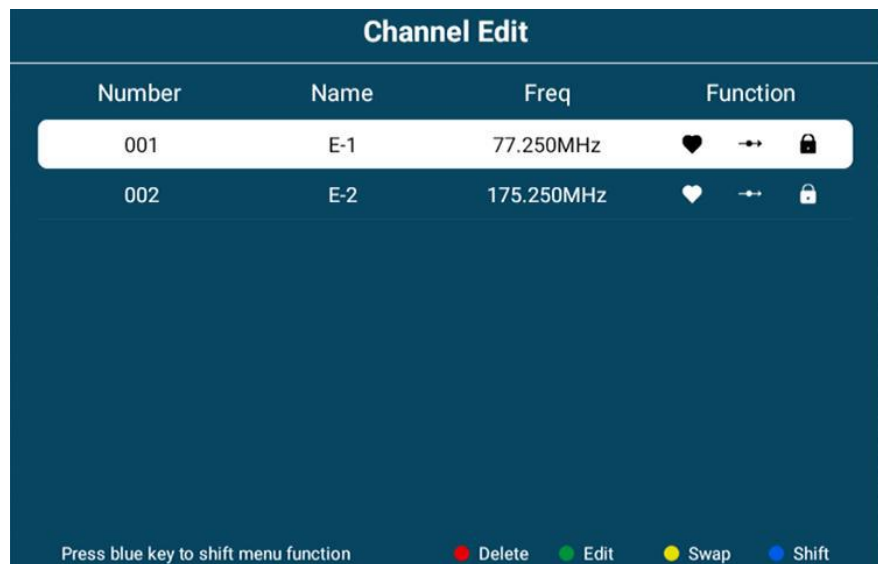 Channel Edit
Number Name Freq Function
001 E-1 77.250MHz
002 E-2 175.250MHz
Press blue key to shift menu function Delete Edit Swap Shift